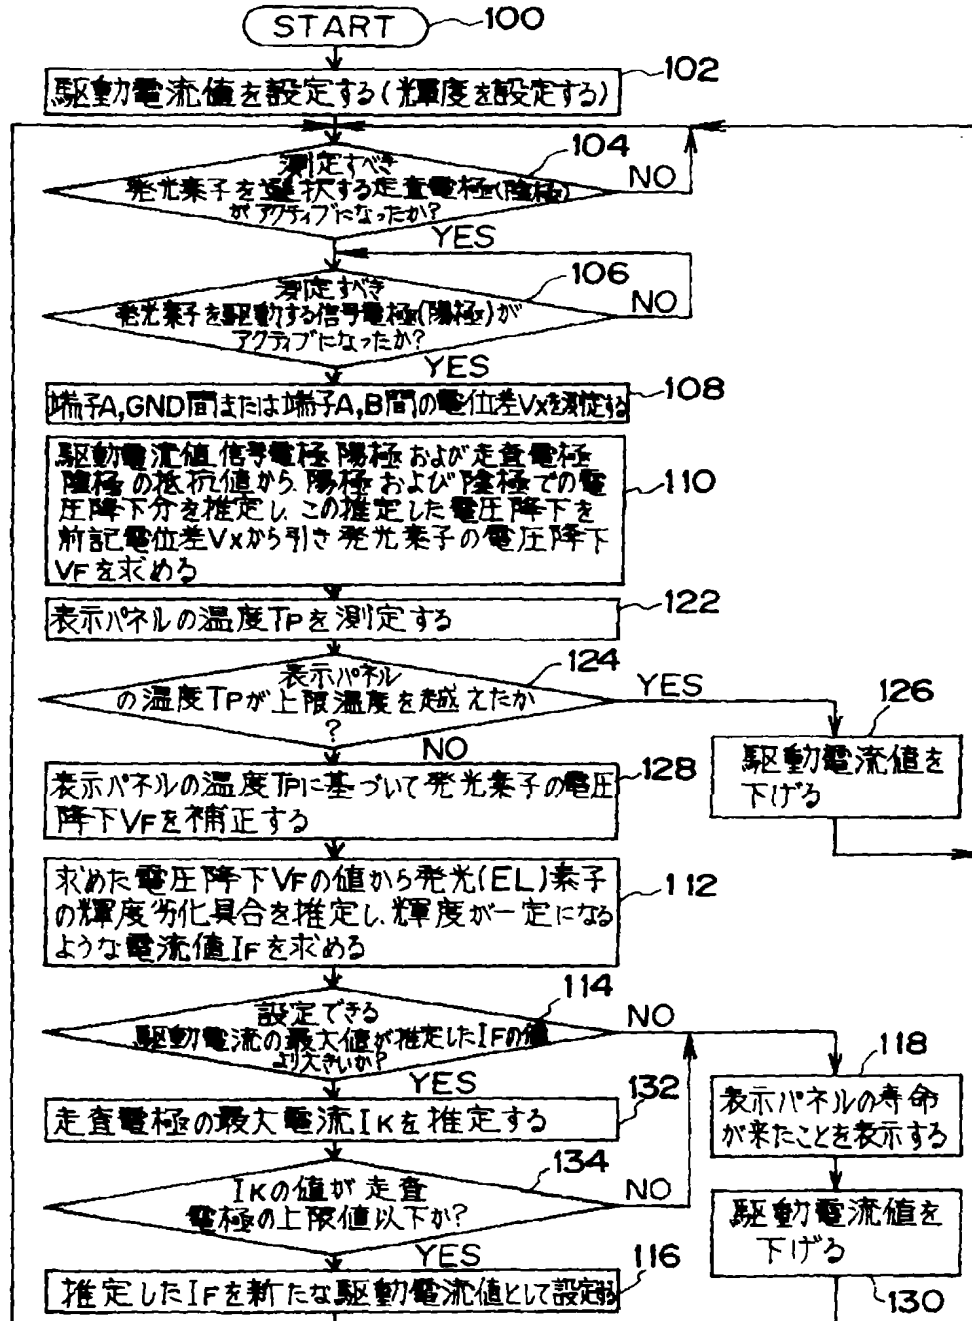 START
100
駆動電流値を設定する(輝度を設定する)
102
測定すべき
発光素子を選択する走査電極(陰極)
がアクティブになったか?
104
NO
YES
測定すべき
発光素子を駆動する信号電極(陽極)が
アクティブになったか?
106
NO
YES
端子A,GND間または端子A,B間の電位差Vxを測定する
108
駆動電流値 信号電極 陽極 および走査電極
陰極の抵抗値から、陽極および陰極での電
圧降下分を推定し、この推定した電圧降下を
前記電位差Vxから引き発光素子の電圧降下
VFを求める
110
表示パネルの温度TPを測定する
122
表示パネル
の温度TPが上限温度を越えたか
?
124
YES
NO
駆動電流値を
下げる
126
表示パネルの温度TPに基づいて発光素子の電圧
降下VFを補正する
128
求めた電圧降下VFの値から発光(EL)素子
の輝度劣化具合を推定し、輝度が一定になる
ような電流値IFを求める
112
設定できる
駆動電流の最大値が推定したIFの値
より大きいか?
114
NO
YES
走査電極の最大電流IKを推定する
132
表示パネルの寿命
が来たことを表示する
118
IKの値が走査
電極の上限値以下か?
134
NO
YES
駆動電流値を
下げる
130
推定したIFを新たな駆動電流値として設定する
116